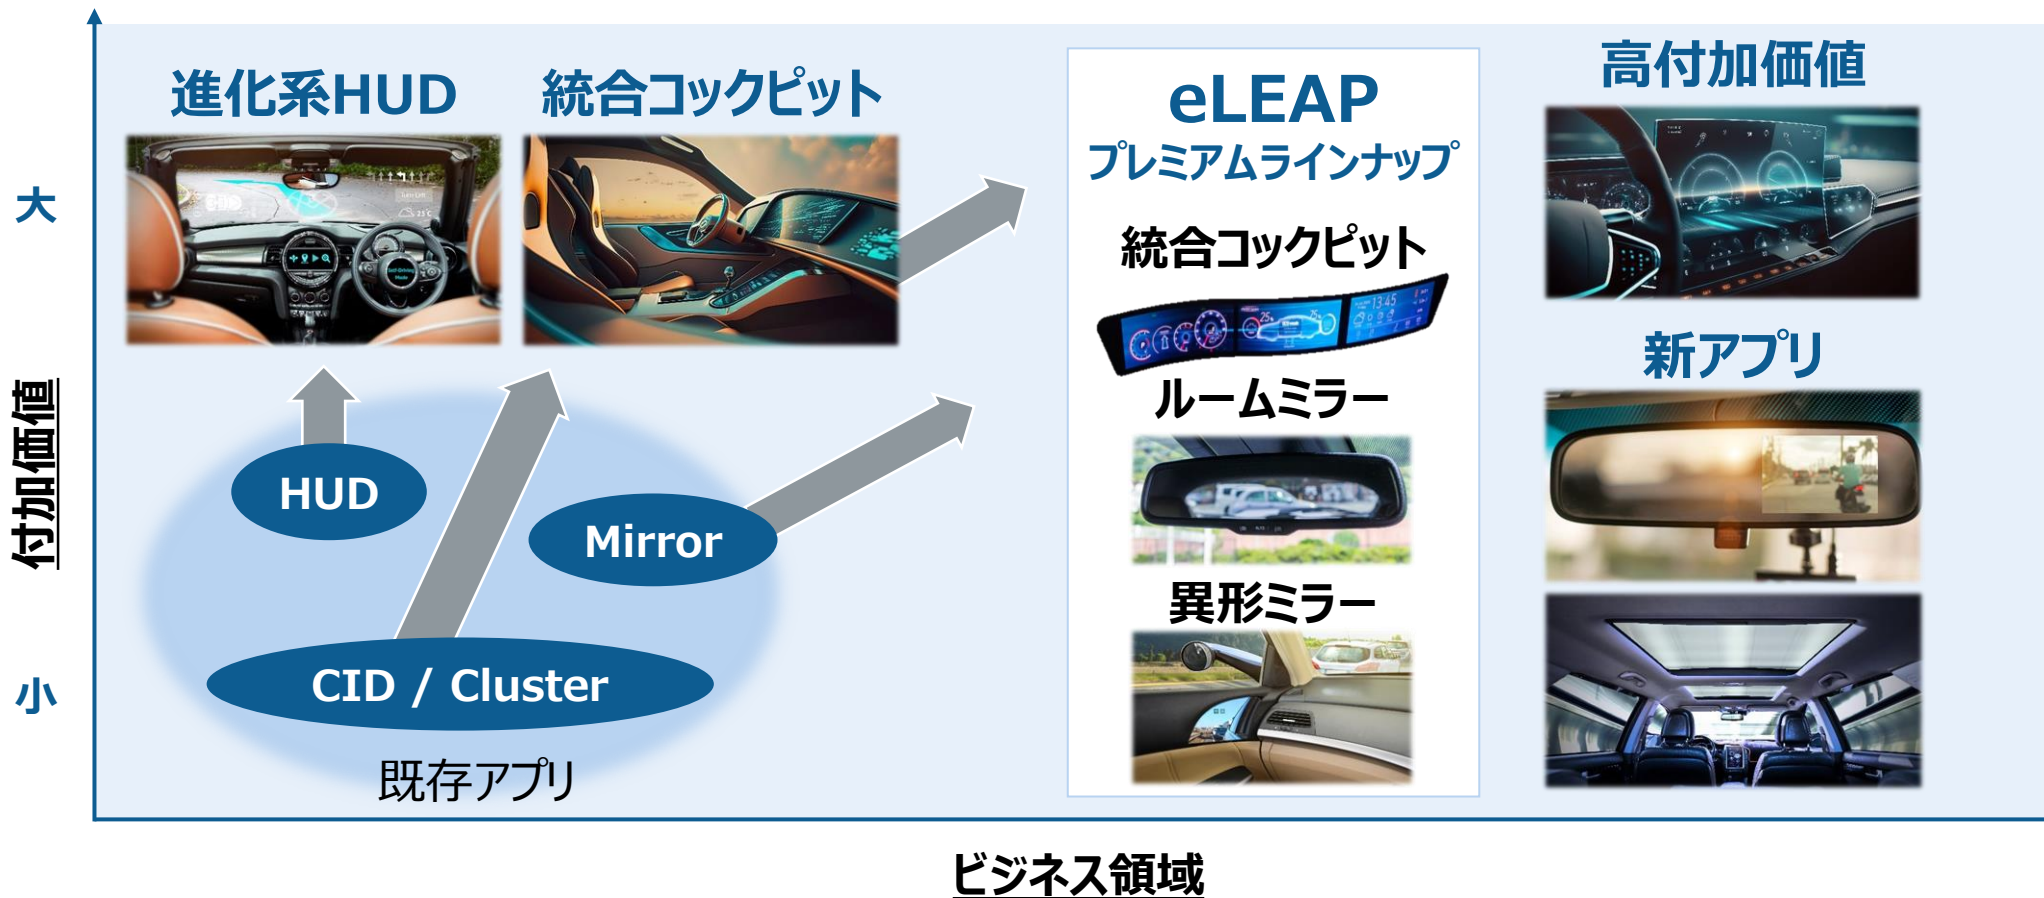 進化系HUD
統合コックピット
eLEAP
プレミアムラインナップ
統合コックピット
13:45
ルームミラー
異形ミラー
高付加価値
新アプリ
大
付加価値
小
HUD
Mirror
CID / Cluster
既存アプリ
ビジネス領域